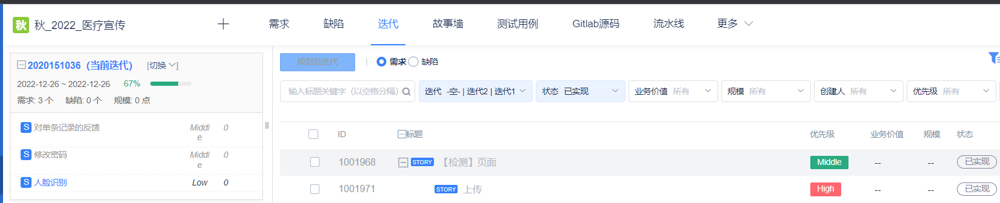 秋 秋_2022_医疗宣传 需求 缺陷 迭代 故事墙 测试用例 Gitlab源码 流水线 更多
2020151036（当前迭代） [切换]
2022-12-26 ~ 2022-12-26 67%
需求: 3 个 缺陷: 0 个 规模: 0 点
S 对单条记录的反馈 Middle 0
S 修改密码 Middle 0
S 人脸识别 Low 0
规划到迭代 | 需求 缺陷
输入标题关键字（以空格分隔） 迭代 -空- | 迭代2 | 迭代1 状态 已实现 业务价值 所有 规模 所有 创建人 所有 优先级 所有
ID 标题 优先级 业务价值 规模 状态
1001968 STORY 【检测】页面 Middle -- -- 已实现
1001971 STORY 上传 High -- -- 已实现